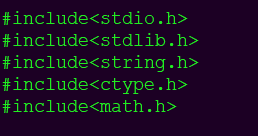 #include<stdio.h>
#include<stdlib.h>
#include<string.h>
#include<ctype.h>
#include<math.h>